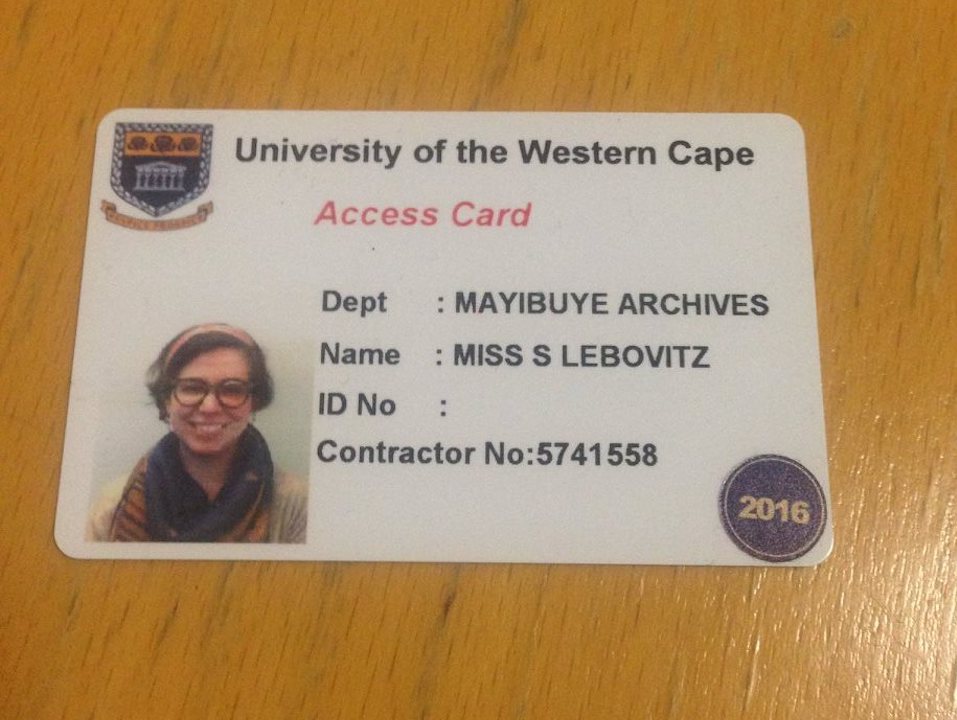 University of the Western Cape
Access Card
Dept : MAYIBUYE ARCHIVES
Name : MISS S LEBOVITZ
ID No :
Contractor No:5741558
2016